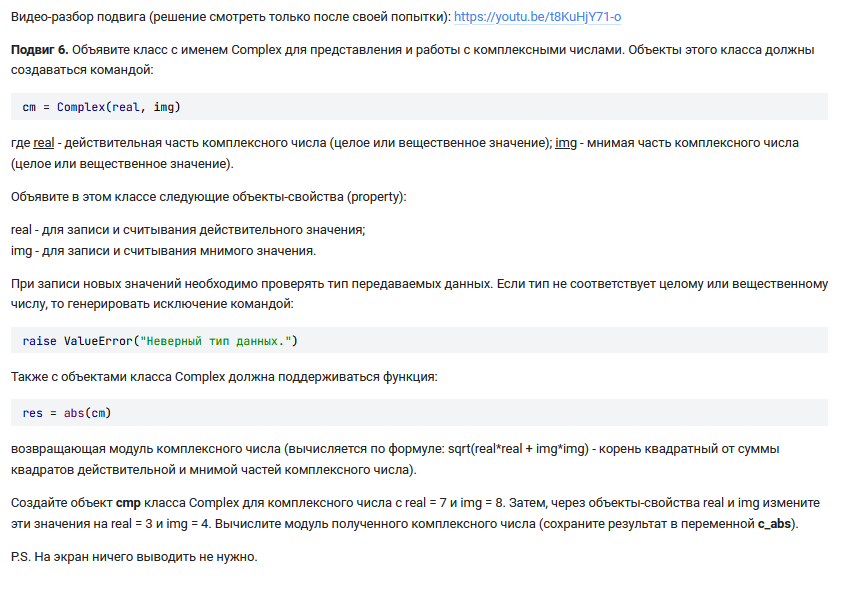 Видео-разбор подвига (решение смотреть только после своей попытки): https://youtu.be/t8KuHjY71-o
Подвиг 6. Объявите класс с именем Complex для представления и работы с комплексными числами. Объекты этого класса должны
создаваться командой:
cm = Complex(real, img)
где real - действительная часть комплексного числа (целое или вещественное значение); img - мнимая часть комплексного числа
(целое или вещественное значение).
Объявите в этом классе следующие объекты-свойства (property):
real - для записи и считывания действительного значения;
img - для записи и считывания мнимого значения.
При записи новых значений необходимо проверять тип передаваемых данных. Если тип не соответствует целому или вещественному
числу, то генерировать исключение командой:
raise ValueError("Неверный тип данных.")
Также с объектами класса Complex должна поддерживаться функция:
res = abs(cm)
возвращающая модуль комплексного числа (вычисляется по формуле: sqrt(real*real + img*img) - корень квадратный от суммы
квадратов действительной и мнимой частей комплексного числа).
Создайте объект cmp класса Complex для комплексного числа с real = 7 и img = 8. Затем, через объекты-свойства real и img измените
эти значения на real = 3 и img = 4. Вычислите модуль полученного комплексного числа (сохраните результат в переменной c_abs).
P.S. На экран ничего выводить не нужно.